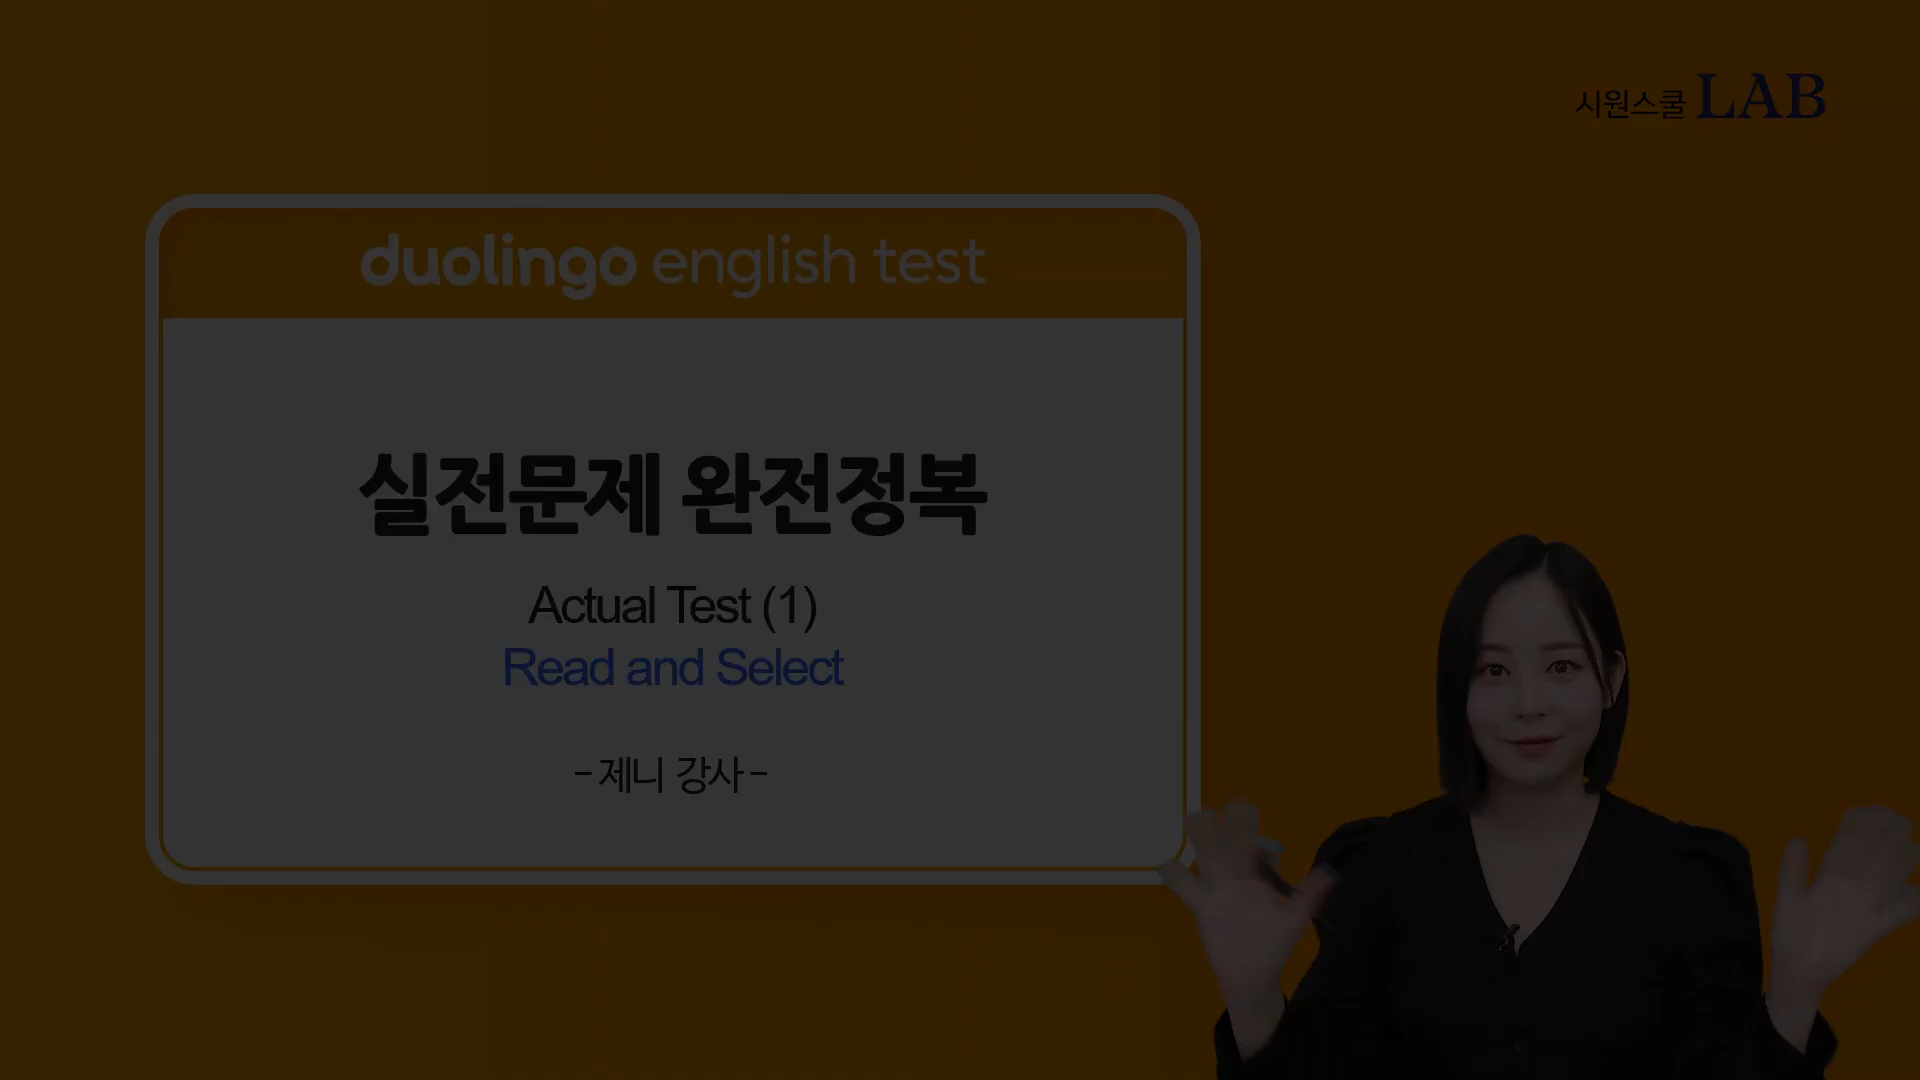 시원스쿨 LAB
duolingo english test
실전문제 완전정복
Actual Test (1)
Read and Select
- 제니 강사 -